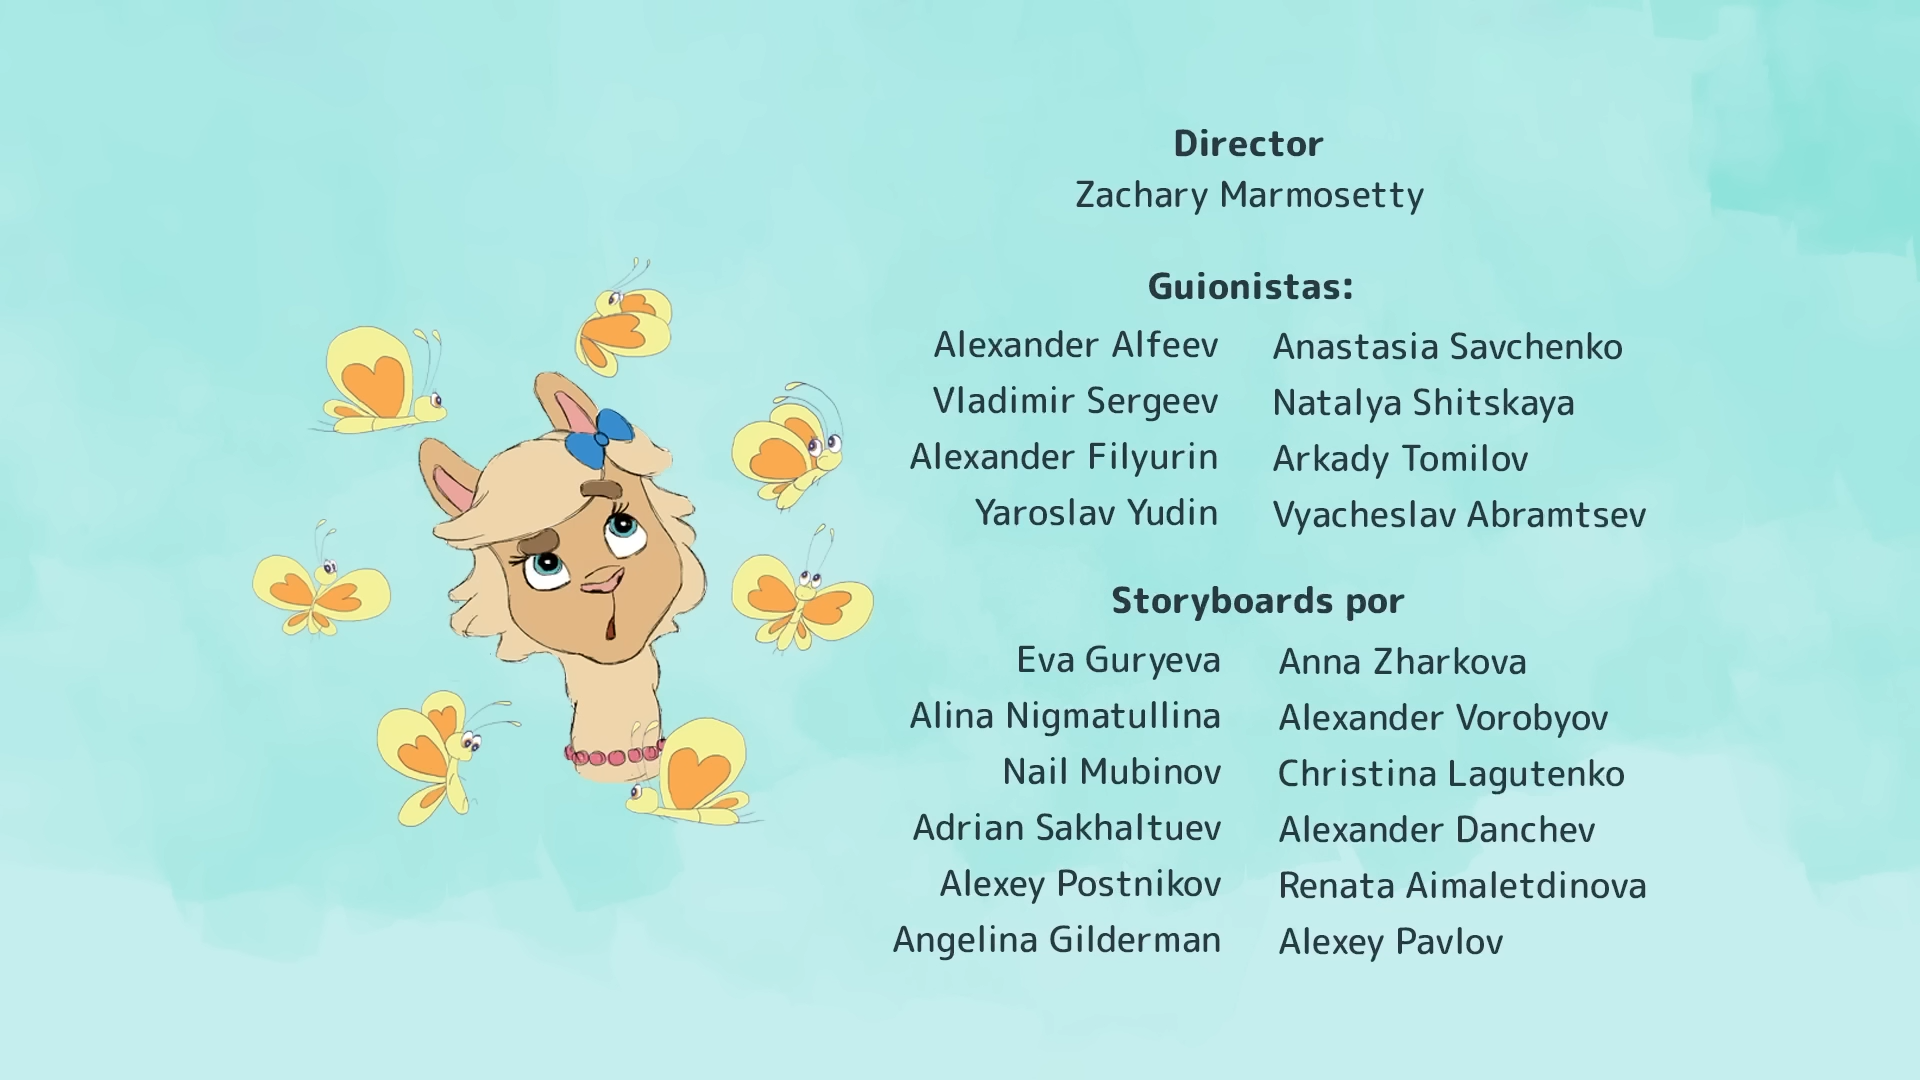 Director
Zachary Marmosetty
Guionistas:
Alexander Alfeev
Anastasia Savchenko
Vladimir Sergeev
Natalya Shitskaya
Alexander Filyurin
Arkady Tomilov
Yaroslav Yudin
Vyacheslav Abramtsev
Storyboards por
Eva Guryeva
Anna Zharkova
Alina Nigmatullina
Alexander Vorobyov
Nail Mubinov
Christina Lagutenko
Adrian Sakhaltuev
Alexander Danchev
Alexey Postnikov
Renata Aimaletdinova
Angelina Gilderman
Alexey Pavlov